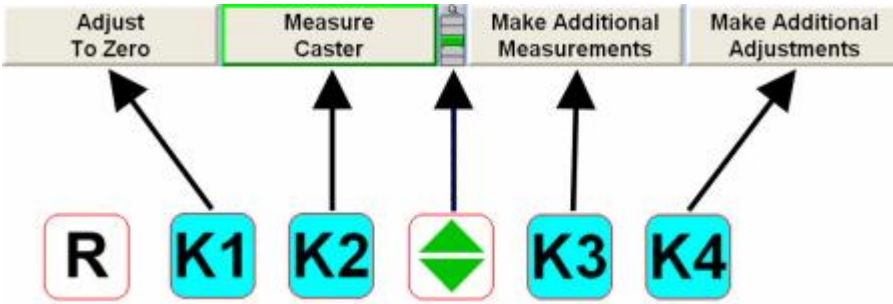 Adjust
To Zero
Measure
Caster
Make Additional
Measurements
Make Additional
Adjustments
R
K1
K2
K3
K4